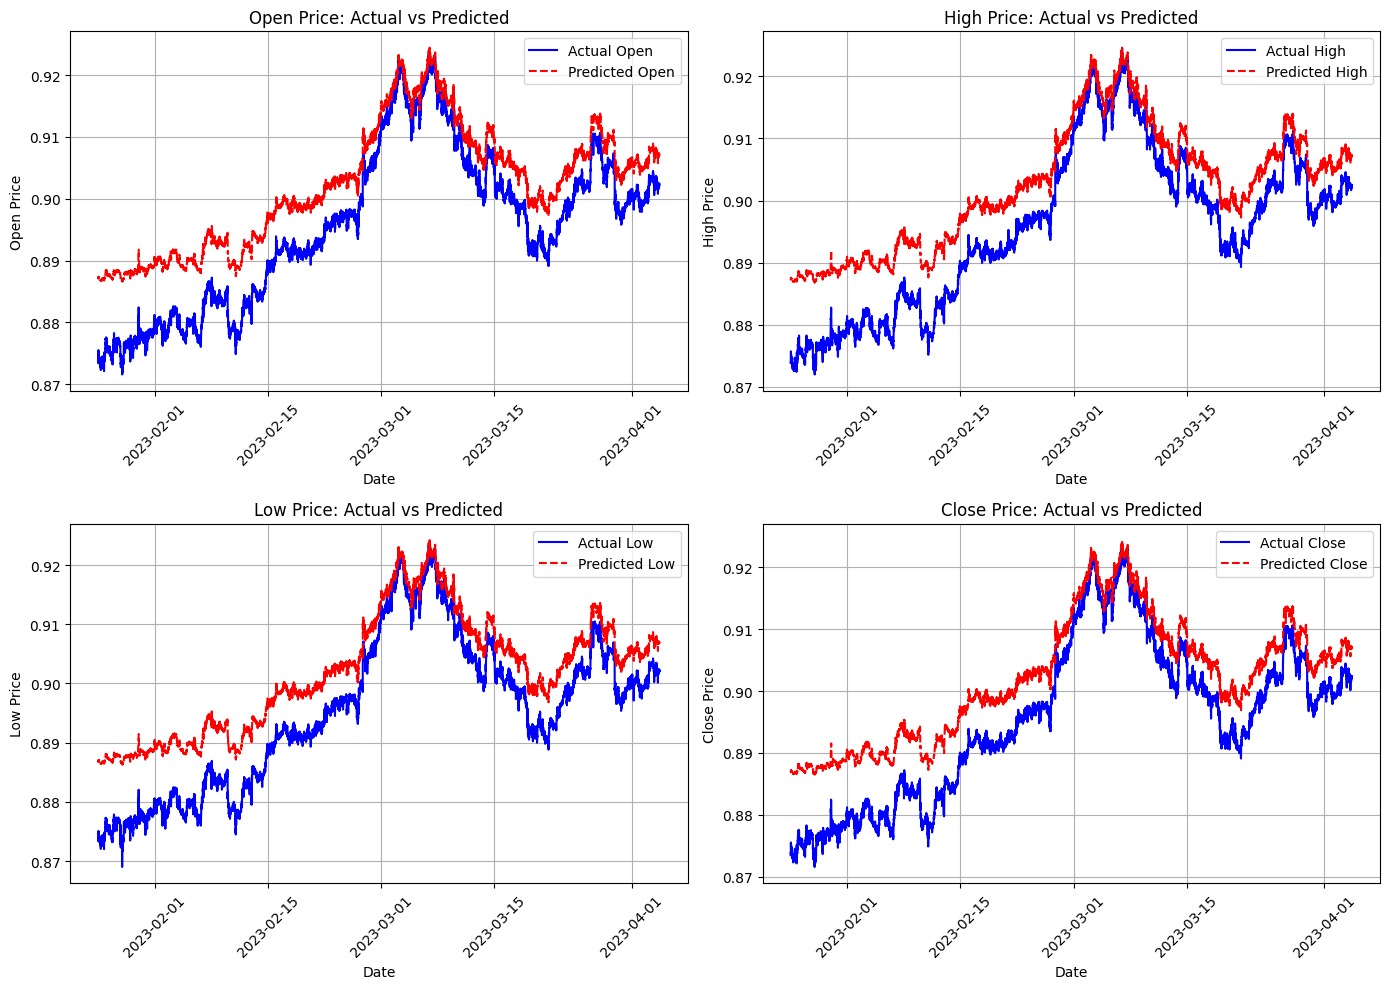 Open Price: Actual vs Predicted
Actual Open
Predicted Open
0.92
0.91
0.90
0.89
0.88
0.87
Open Price
2023-02-01
2023-02-15
2023-03-01
2023-03-15
2023-04-01
Date
High Price: Actual vs Predicted
Actual High
Predicted High
0.92
0.91
0.90
0.89
0.88
0.87
High Price
2023-02-01
2023-02-15
2023-03-01
2023-03-15
2023-04-01
Date
Low Price: Actual vs Predicted
Actual Low
Predicted Low
0.92
0.91
0.90
0.89
0.88
0.87
Low Price
2023-02-01
2023-02-15
2023-03-01
2023-03-15
2023-04-01
Date
Close Price: Actual vs Predicted
Actual Close
Predicted Close
0.92
0.91
0.90
0.89
0.88
0.87
Close Price
2023-02-01
2023-02-15
2023-03-01
2023-03-15
2023-04-01
Date